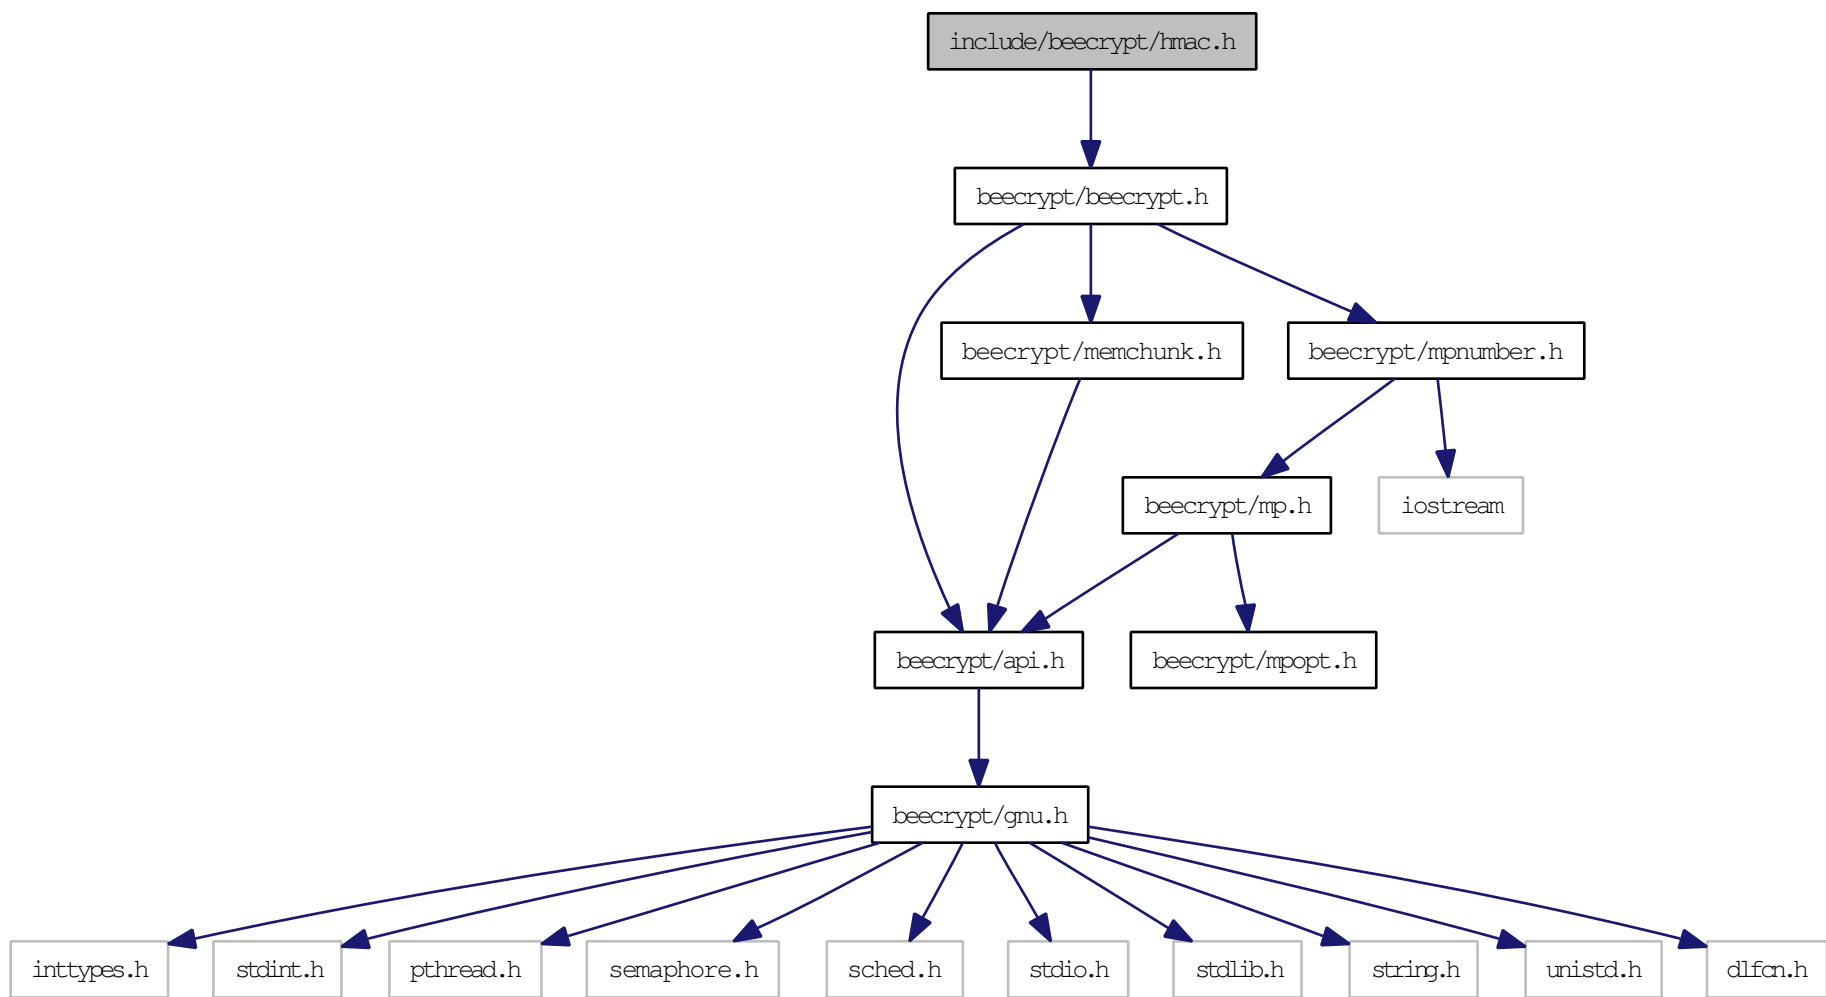 include/beecrypt/hmac.h
beecrypt/beecrypt.h
beecrypt/memchunk.h
beecrypt/mpnumber.h
beecrypt/mp.h
iostream
beecrypt/api.h
beecrypt/mpopt.h
beecrypt/gnu.h
inttypes.h
stdint.h
pthread.h
semaphore.h
sched.h
stdio.h
stdlib.h
string.h
unistd.h
dlfcn.h